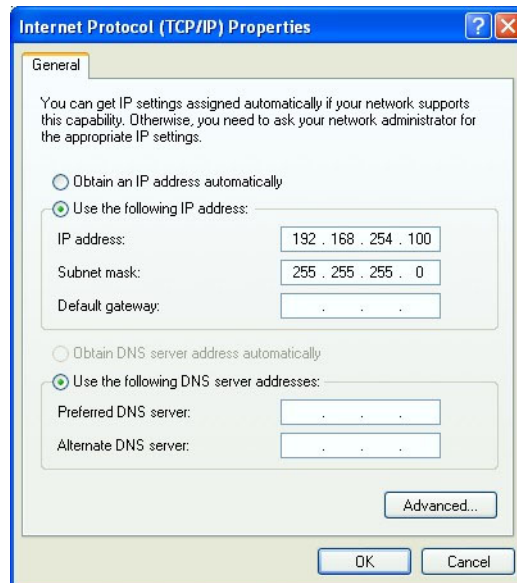 Internet Protocol (TCP/IP) Properties
General
You can get IP settings assigned automatically if your network supports
this capability. Otherwise, you need to ask your network administrator for
the appropriate IP settings.
Obtain an IP address automatically
Use the following IP address:
IP address: 192 . 168 . 254 . 100
Subnet mask: 255 . 255 . 255 . 0
Default gateway: . . .
Obtain DNS server address automatically
Use the following DNS server addresses:
Preferred DNS server: . . .
Alternate DNS server: . . .
Advanced...
OK Cancel